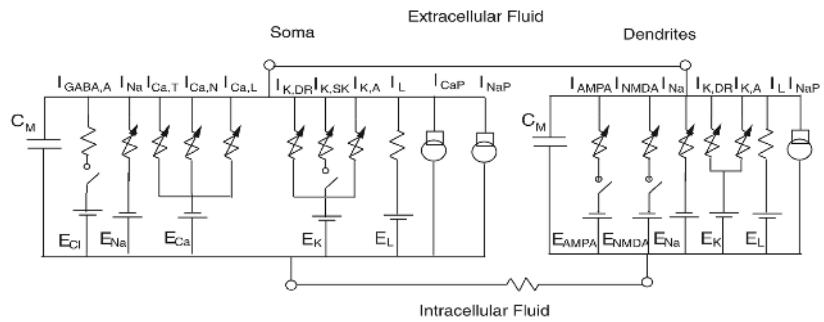 Extracellular Fluid
Soma
Dendrites
I_GABA,A I_Na I_Ca,T I_Ca,N I_Ca,L I_K,DR I_K,SK I_K,A I_L I_CaP I_NaP
I_AMPA I_NMDA I_Na I_K,DR I_K,A I_L I_NaP
C_M
C_M
E_Cl E_Na E_Ca E_K E_L
E_AMPA E_NMDA E_Na E_K E_L
Intracellular Fluid